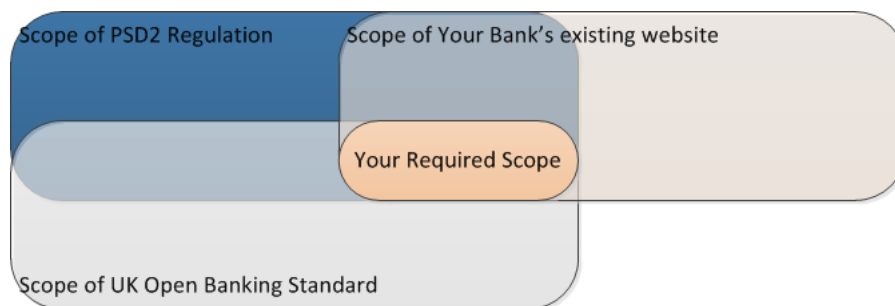 Scope of PSD2 Regulation
Scope of Your Bank’s existing website
Your Required Scope
Scope of UK Open Banking Standard